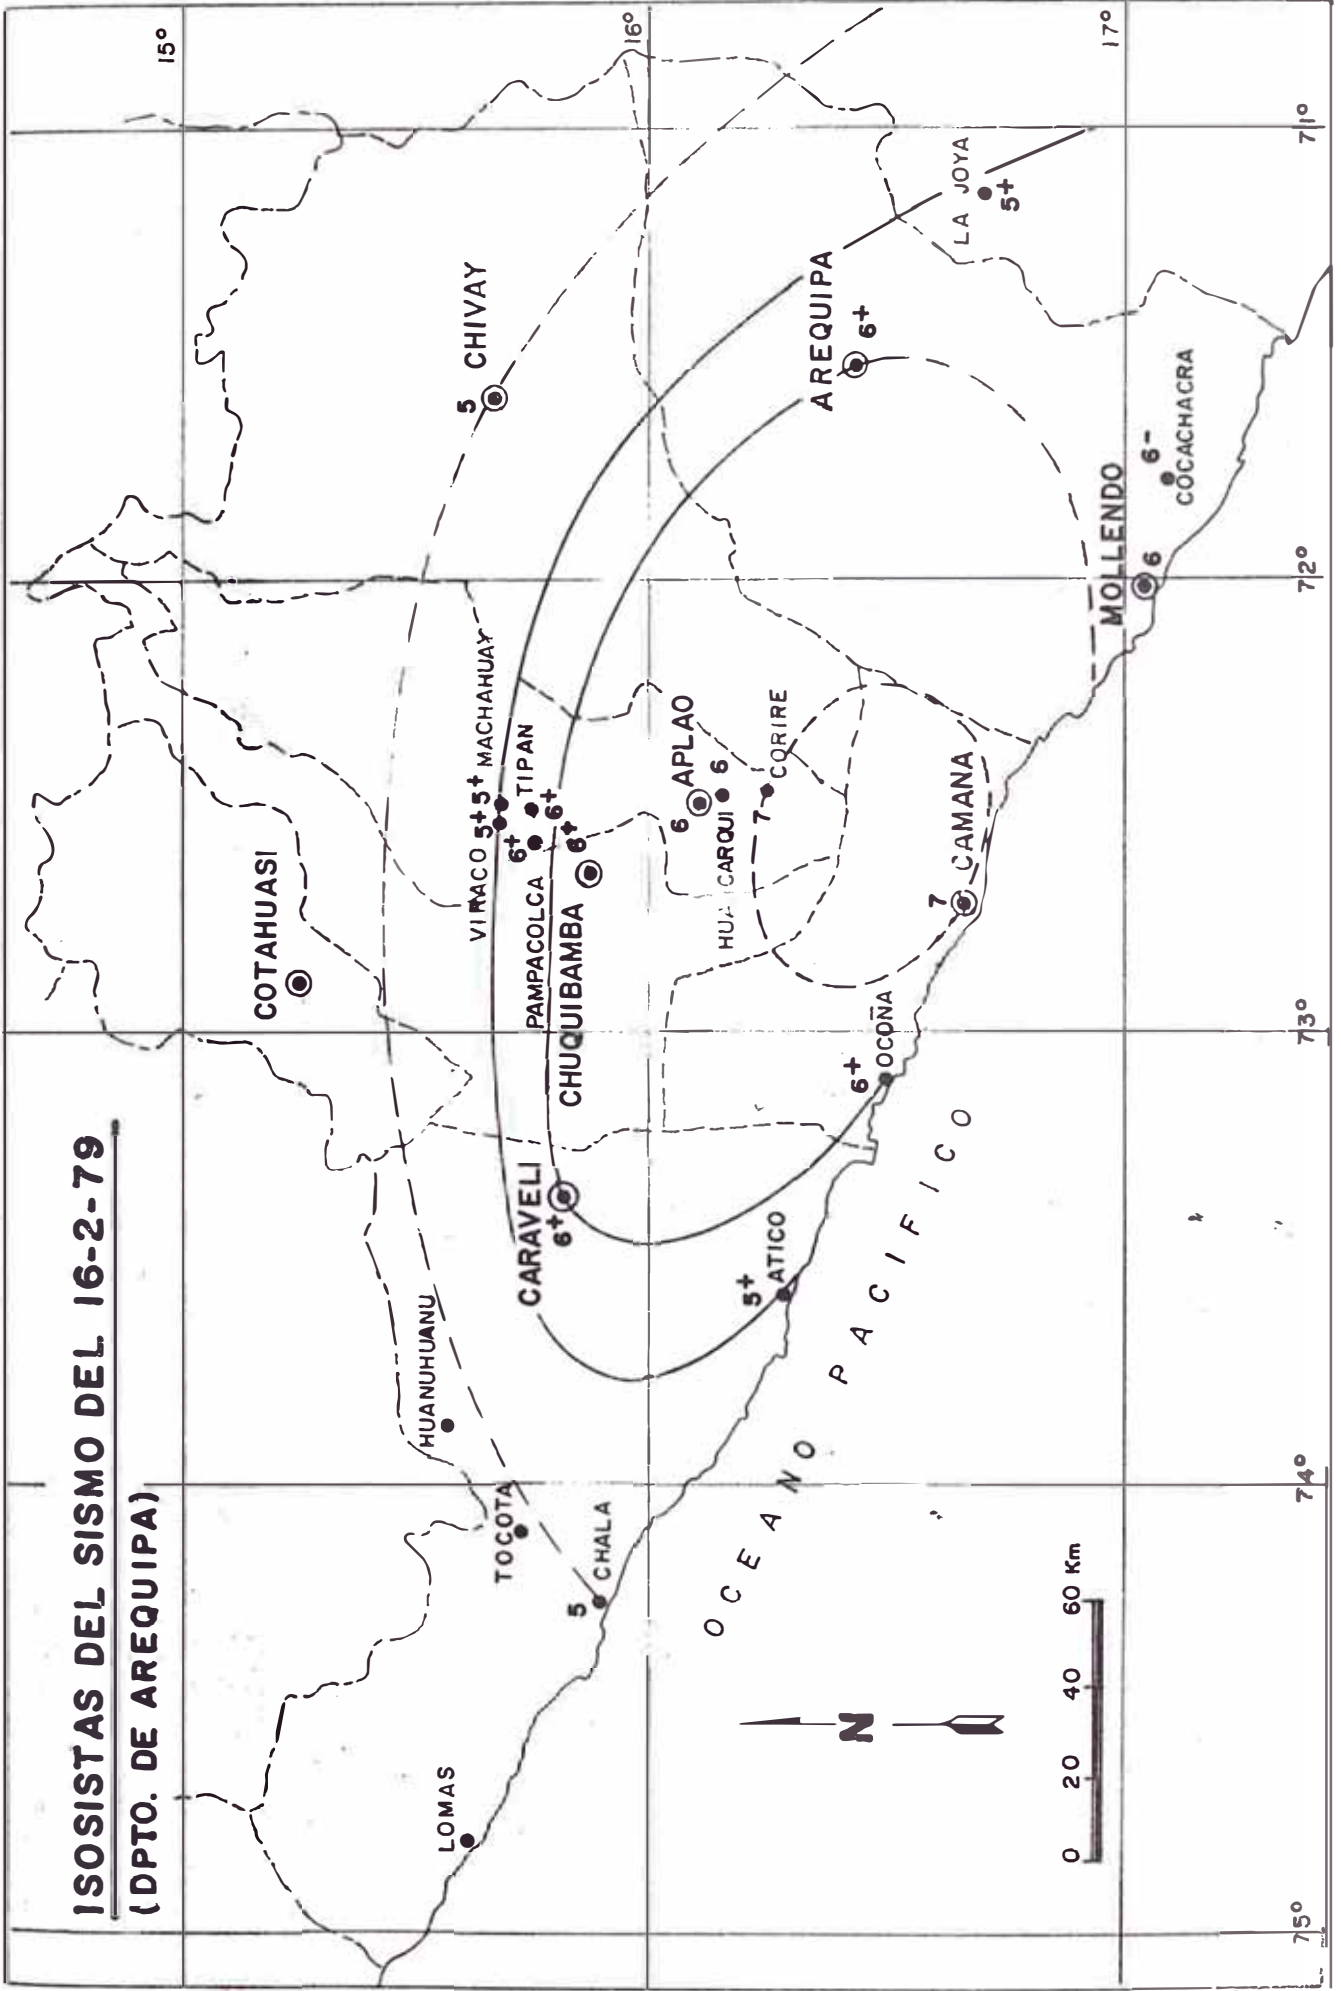 ISOSISTAS DEL SISMO DEL 16-2-79
(DPTO. DE AREQUIPA)
15°
16°
17°
71°
72°
73°
74°
75°
COTAHUASI
5
CHIVAY
VIRACO 5+ 5+ MACHAHUAY
6+ TIPAN
PAMPACOLCA 6+
CHUQUIBAMBA 6+
CARAVELI
6+
HUANUHUANU
TOCOTA
5
CHALA
LOMAS
6 APLAO
HUANCARQUI 6
7 CORIRE
AREQUIPA
6+
LA JOYA
5+
7 CAMANA
6+ OCOÑA
5+ ATICO
MOLLENDO
6
6-
COCACHACRA
OCEANO PACIFICO
N
0 20 40 60 Km